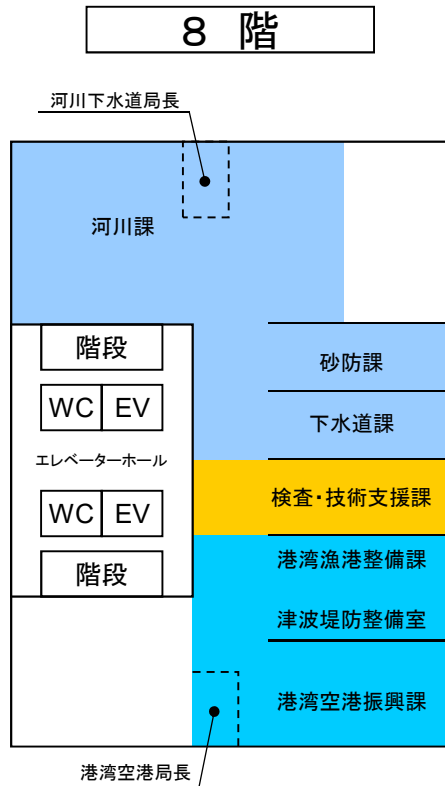 8 階
河川下水道局長
河川課
階段
砂防課
WC EV
下水道課
エレベーターホール
検査・技術支援課
WC EV
港湾漁港整備課
階段
津波堤防整備室
港湾空港振興課
港湾空港局長